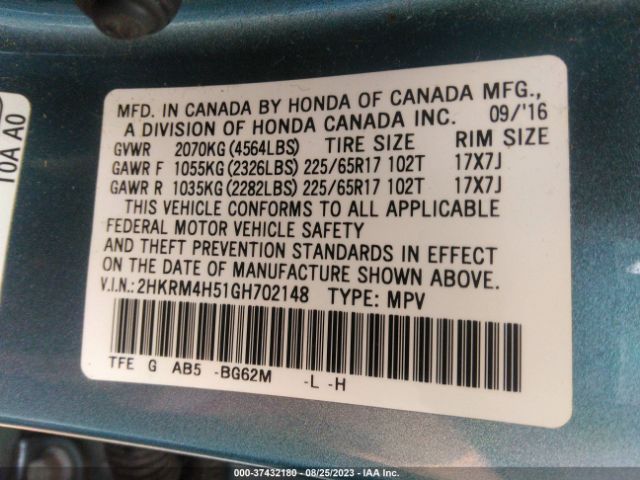 MFD. IN CANADA BY HONDA OF CANADA MFG.,
A DIVISION OF HONDA CANADA INC. 09/'16
GVWR 2070KG(4564LBS) TIRE SIZE RIM SIZE
GAWR F 1055KG(2326LBS) 225/65R17 102T 17X7J
GAWR R 1035KG(2282LBS) 225/65R17 102T 17X7J
THIS VEHICLE CONFORMS TO ALL APPLICABLE
FEDERAL MOTOR VEHICLE SAFETY
AND THEFT PREVENTION STANDARDS IN EFFECT
ON THE DATE OF MANUFACTURE SHOWN ABOVE.
V.I.N.: 2HKRM4H51GH702148 TYPE: MPV
TFE G AB5 -BG62M -L -H
T0A A0
000-37432180 - 08/25/2023 - IAA Inc.